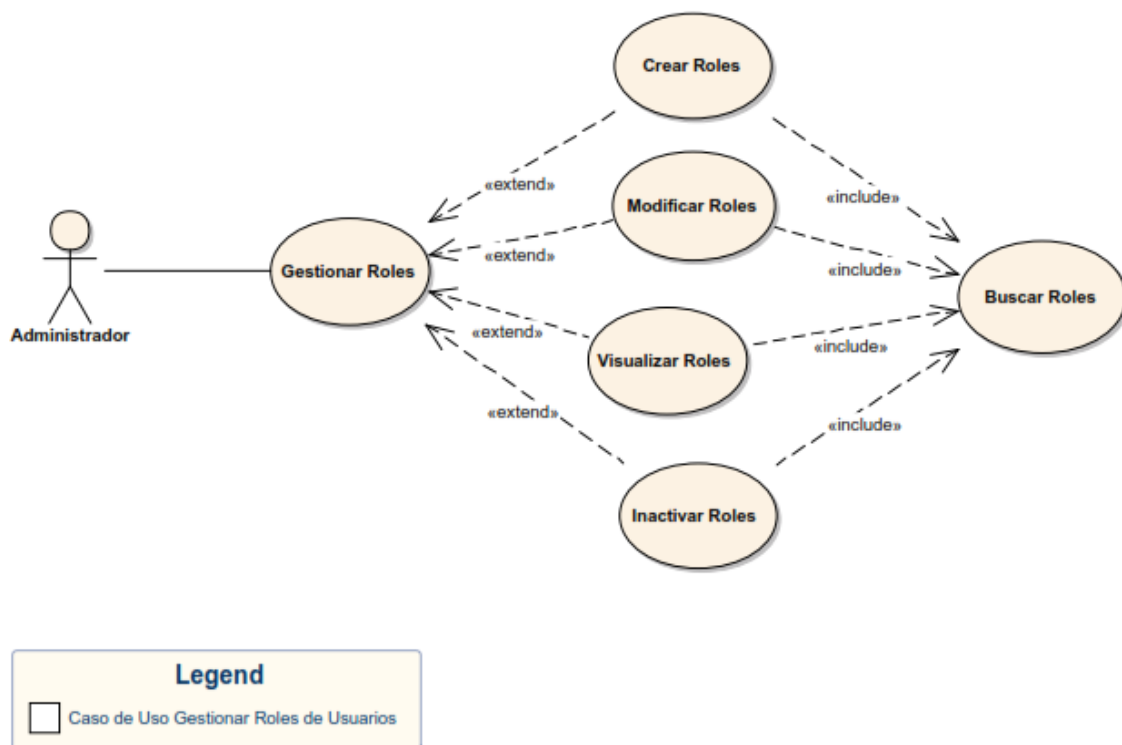 Crear Roles
«extend»
«include»
Modificar Roles
«extend»
«include»
Administrador
Gestionar Roles
Buscar Roles
«extend»
«include»
Visualizar Roles
«extend»
«include»
Inactivar Roles
Legend
Caso de Uso Gestionar Roles de Usuarios